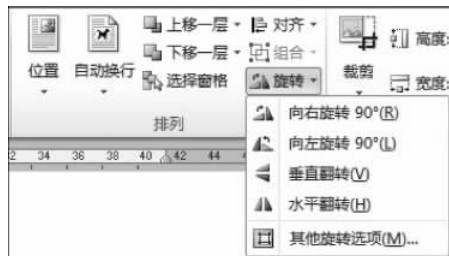 上移一层 对齐 高度:
下移一层 组合
位置 自动换行 选择窗格 旋转 裁剪 宽度:
排列
向右旋转 90°(R)
2 34 36 38 40 42 44
向左旋转 90°(L)
垂直翻转(V)
水平翻转(H)
其他旋转选项(M)...